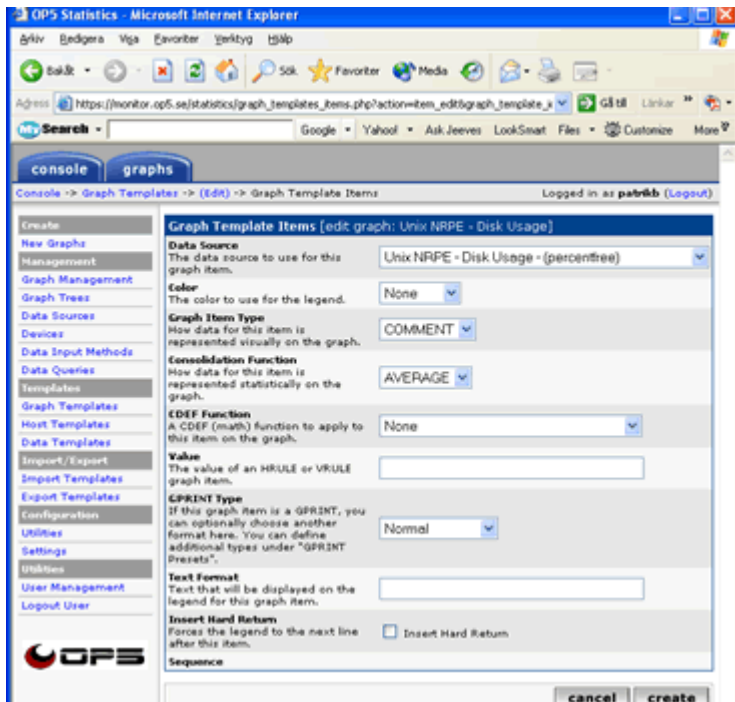 OP5 Statistics - Microsoft Internet Explorer
Arkiv Redigera Visa Favoriter Verktyg Hjälp
Bakåt Sök Favoriter Media
Adress https://monitor.op5.se/statistics/graph_templates_items.php?action=item_edit&graph_template_i Gå till Länkar
My Search Google Yahoo! Ask Jeeves LookSmart Files Customize More
console graphs
Console -> Graph Templates -> (Edit) -> Graph Template Items
Logged in as patrikb (Logout)
Create
New Graphs
Management
Graph Management
Graph Trees
Data Sources
Devices
Data Input Methods
Data Queries
Templates
Graph Templates
Host Templates
Data Templates
Import/Export
Import Templates
Export Templates
Configuration
Utilities
Settings
Utilities
User Management
Logout User
OP5
Graph Template Items [edit graph: Unix NRPE - Disk Usage]
Data Source
The data source to use for this
graph item.
Unix NRPE - Disk Usage - (percentfree)
Color
The color to use for the legend.
None
Graph Item Type
How data for this item is
represented visually on the graph.
COMMENT
Consolidation Function
How data for this item is
represented statistically on the
graph.
AVERAGE
CDEF Function
A CDEF (math) function to apply to
this item on the graph.
None
Value
The value of an HRULE or VRULE
graph item.
GPRINT Type
If this graph item is a GPRINT, you
can optionally choose another
format here. You can define
additional types under "GPRINT
Presets".
Normal
Text Format
Text that will be displayed on the
legend for this graph item.
Insert Hard Return
Forces the legend to the next line
after this item.
Insert Hard Return
Sequence
cancel create